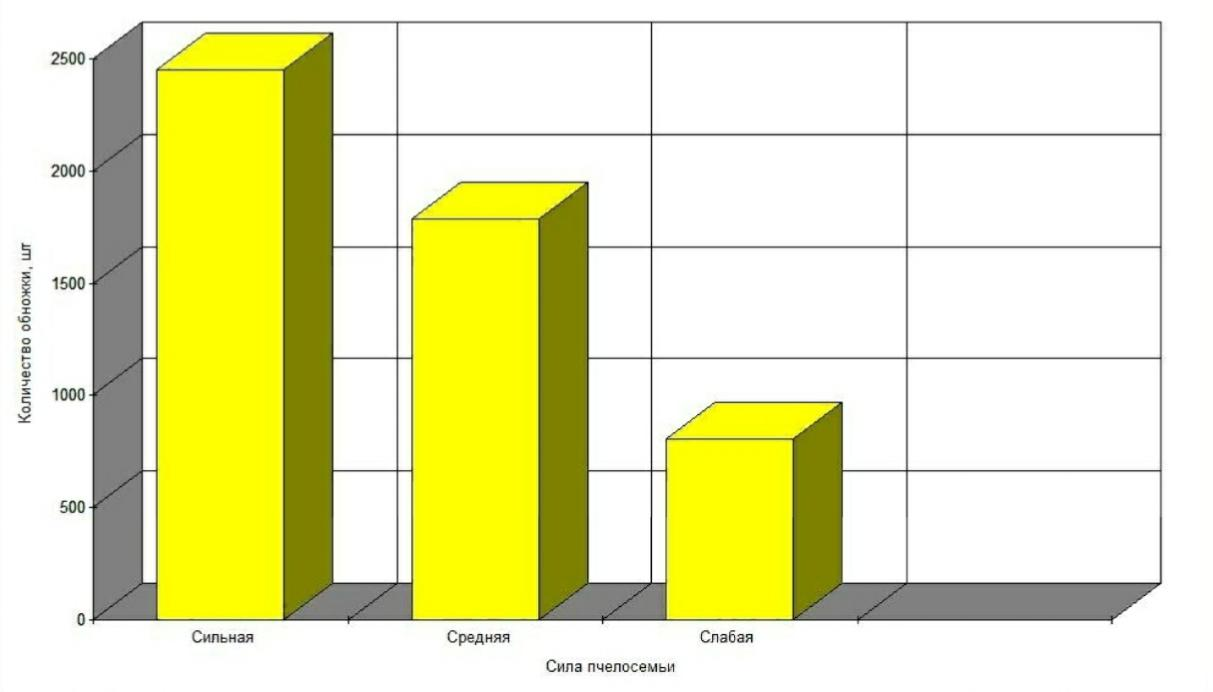 Количество обножки, шт
2500
2000
1500
1000
500
0
Сильная
Средняя
Слабая
Сила пчелосемьи